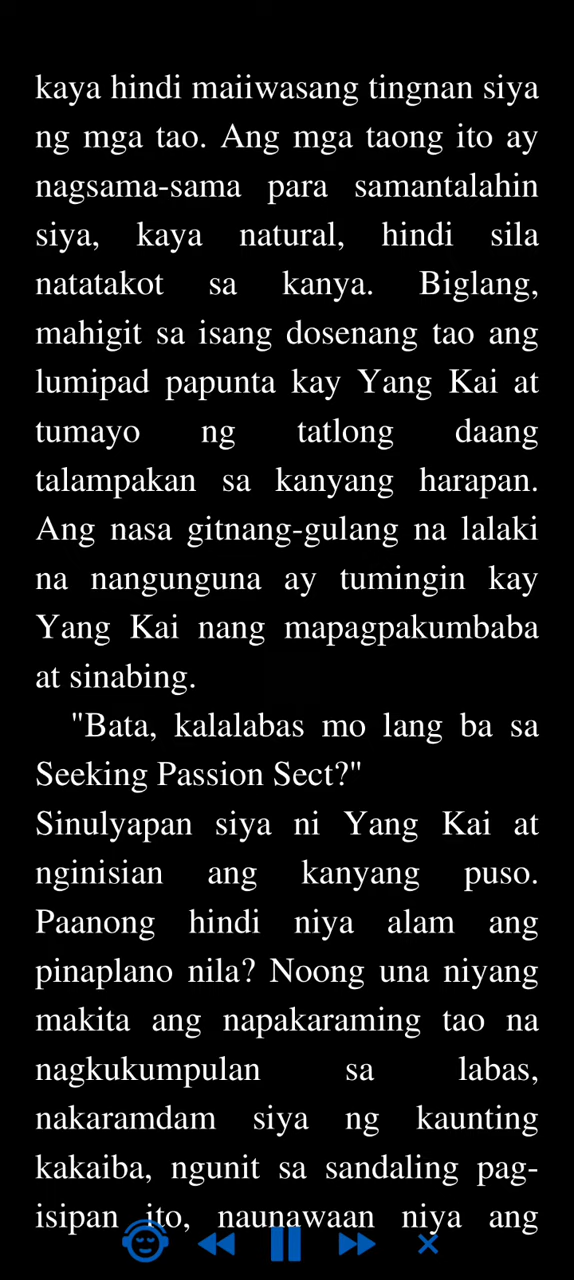 kaya hindi maiiwasang tingnan siya
ng mga tao. Ang mga taong ito ay
nagsama-sama para samantalahin
siya, kaya natural, hindi sila
natatakot sa kanya. Biglang,
mahigit sa isang dosenang tao ang
lumipad papunta kay Yang Kai at
tumayo ng tatlong daang
talampakan sa kanyang harapan.
Ang nasa gitnang-gulang na lalaki
na nangunguna ay tumingin kay
Yang Kai nang mapagpakumbaba
at sinabing.
"Bata, kalalabas mo lang ba sa
Seeking Passion Sect?"
Sinulyapan siya ni Yang Kai at
nginisian ang kanyang puso.
Paanong hindi niya alam ang
pinaplano nila? Noong una niyang
makita ang napakaraming tao na
nagkukumpulan sa labas,
nakaramdam siya ng kaunting
kakaiba, ngunit sa sandaling pag-
isipan ito, naunawaan niya ang